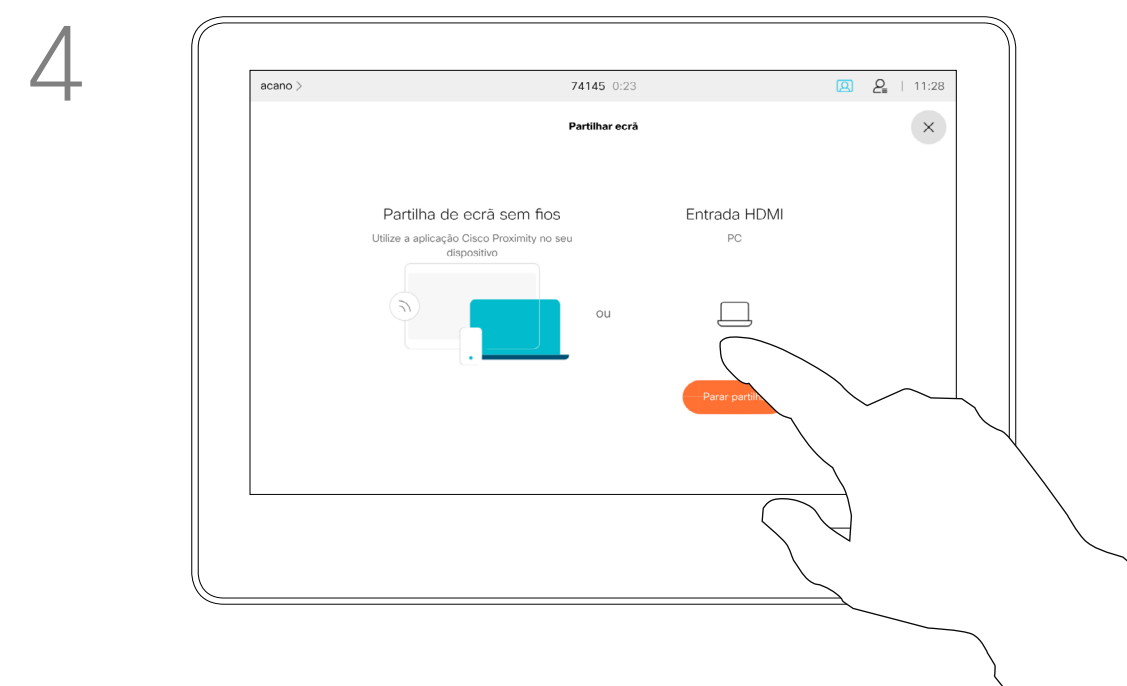 4
acano
74145 0:23
11:28
Partilhar ecrã
Partilha de ecrã sem fios
Utilize a aplicação Cisco Proximity no seu
dispositivo
ou
Entrada HDMI
PC
Parar